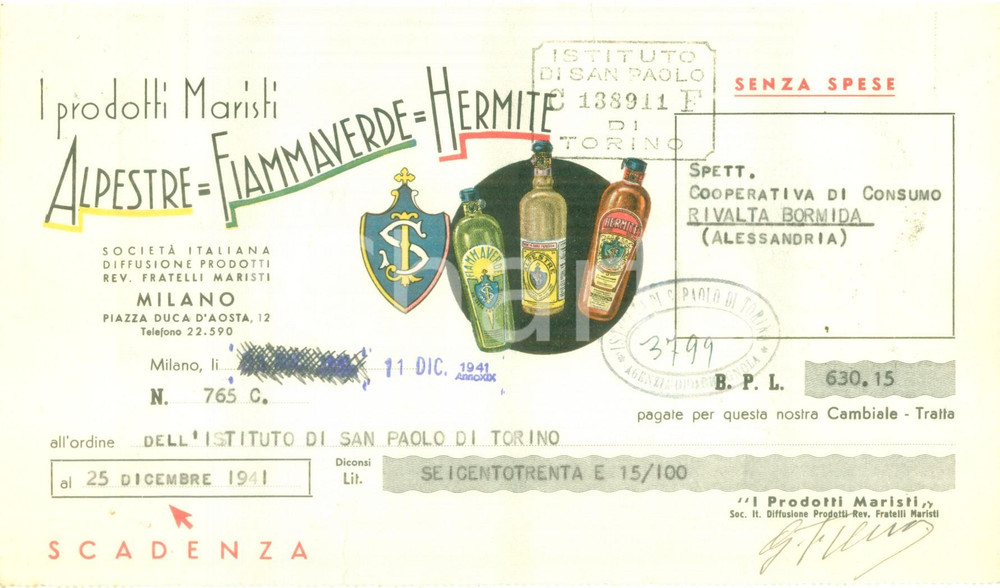 I prodotti Maristi
ALPESTRE = FIAMMAVERDE = HERMITE
ISTITUTO
DI SAN PAOLO
C 138911 F
DI
TORINO
SENZA SPESE
SPETT.
COOPERATIVA DI CONSUMO
RIVALTA BORMIDA
(ALESSANDRIA)
SOCIETÀ ITALIANA
DIFFUSIONE PRODOTTI
REV. FRATELLI MARISTI
MILANO
PIAZZA DUCA D'AOSTA, 12
Telefono 22.590
FIAMMAVERDE
HERMITE
3799
Milano, li 11 DIC. 1941
Anno XIX
N. 765 C.
B. P. L. 630.15
pagate per questa nostra Cambiale - Tratta
all'ordine DELL'ISTITUTO DI SAN PAOLO DI TORINO
al 25 DICEMBRE 1941
Diconsi
Lit. SEICENTOTRENTA E 15/100
SCADENZA
"I Prodotti Maristi"
Soc. It. Diffusione Prodotti Rev. Fratelli Maristi